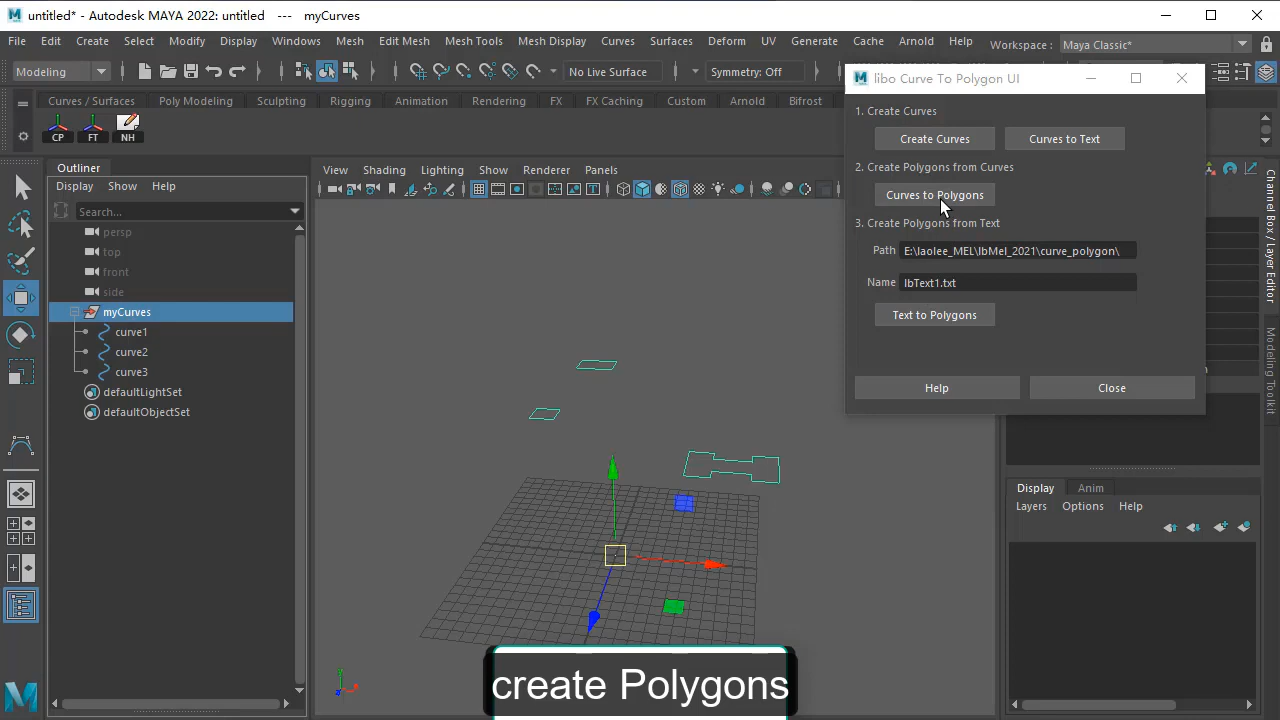 untitled* - Autodesk MAYA 2022: untitled --- myCurves
File Edit Create Select Modify Display Windows Mesh Edit Mesh Mesh Tools Mesh Display Curves Surfaces Deform UV Generate Cache Arnold Help Workspace : Maya Classic*
Modeling No Live Surface Symmetry: Off
Curves / Surfaces Poly Modeling Sculpting Rigging Animation Rendering FX FX Caching Custom Arnold Bifrost
CP FT NH
Outliner
Display Show Help
Search...
persp
top
front
side
myCurves
curve1
curve2
curve3
defaultLightSet
defaultObjectSet
View Shading Lighting Show Renderer Panels
libo Curve To Polygon UI
1. Create Curves
Create Curves Curves to Text
2. Create Polygons from Curves
Curves to Polygons
3. Create Polygons from Text
Path E:\laolee_MEL\lbMel_2021\curve_polygon\
Name lbText1.txt
Text to Polygons
Help Close
Channel Box / Layer Editor
Modeling Toolkit
Display Anim
Layers Options Help
create Polygons